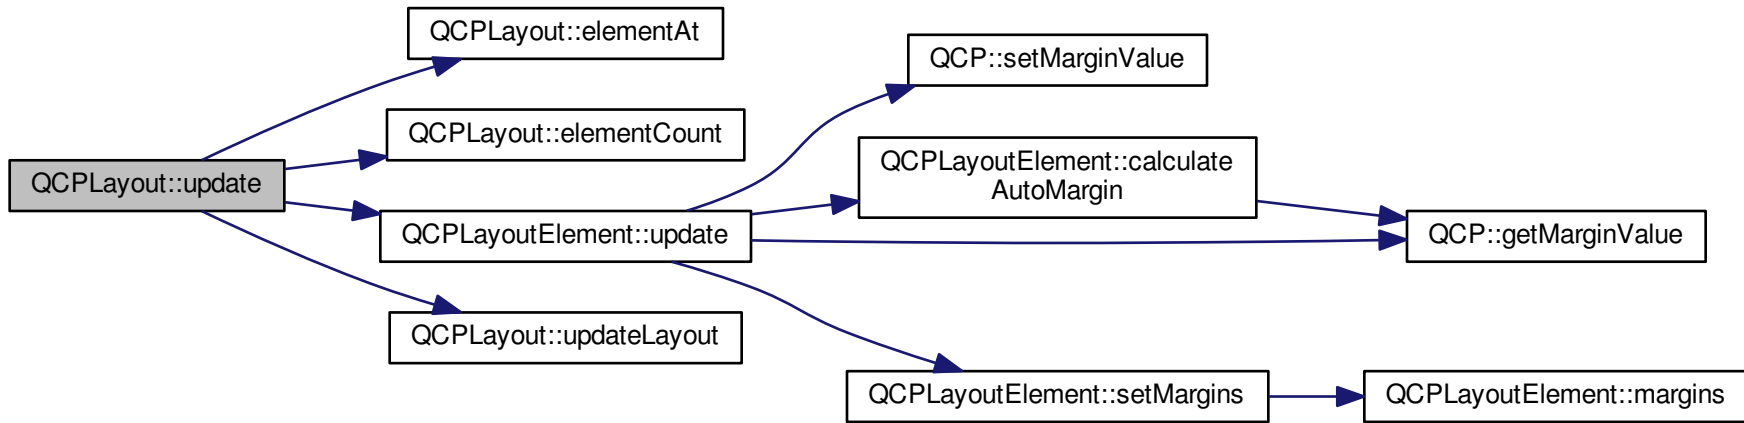 QCPLayout::update
QCPLayout::elementAt
QCPLayout::elementCount
QCPLayoutElement::update
QCPLayout::updateLayout
QCP::setMarginValue
QCPLayoutElement::calculate
AutoMargin
QCPLayoutElement::setMargins
QCP::getMarginValue
QCPLayoutElement::margins